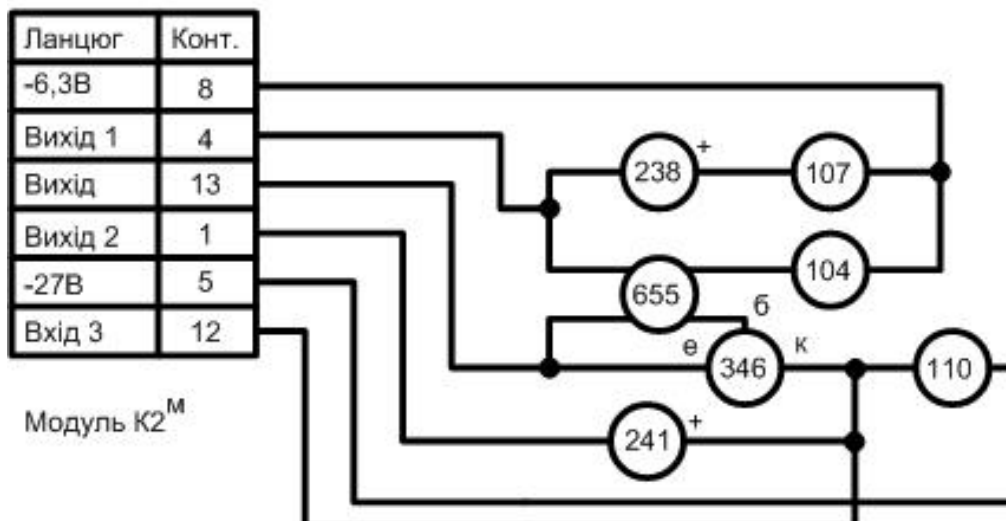 Ланцюг Конт.
-6,3В 8
Вихід 1 4
Вихід 13
Вихід 2 1
-27В 5
Вхід 3 12
Модуль К2м
238 + 107
655 104
б
е 346 к 110
241 +